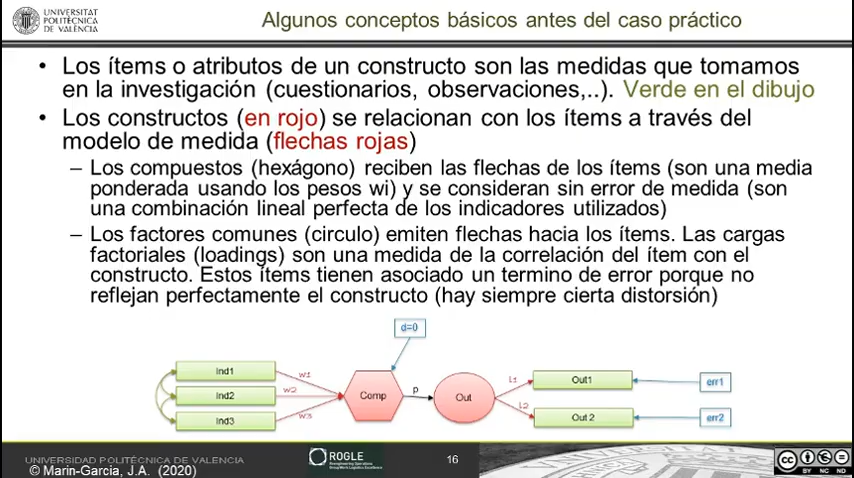 UNIVERSITAT
POLITÈCNICA
DE VALÈNCIA
Algunos conceptos básicos antes del caso práctico
• Los ítems o atributos de un constructo son las medidas que tomamos
en la investigación (cuestionarios, observaciones,..). Verde en el dibujo
• Los constructos (en rojo) se relacionan con los ítems a través del
modelo de medida (flechas rojas)
– Los compuestos (hexágono) reciben las flechas de los ítems (son una media
ponderada usando los pesos wi) y se consideran sin error de medida (son
una combinación lineal perfecta de los indicadores utilizados)
– Los factores comunes (circulo) emiten flechas hacia los ítems. Las cargas
factoriales (loadings) son una medida de la correlación del ítem con el
constructo. Estos ítems tienen asociado un termino de error porque no
reflejan perfectamente el constructo (hay siempre cierta distorsión)
d=0
Ind1
w1
Ind2
w2
Ind3
w3
Comp
p
Out
l1
Out1
err1
l2
Out2
err2
UNIVERSIDAD POLITÉCNICA DE VALENCIA
© Marin-Garcia, J.A. (2020)
ROGLE
16
cc
BY NC ND